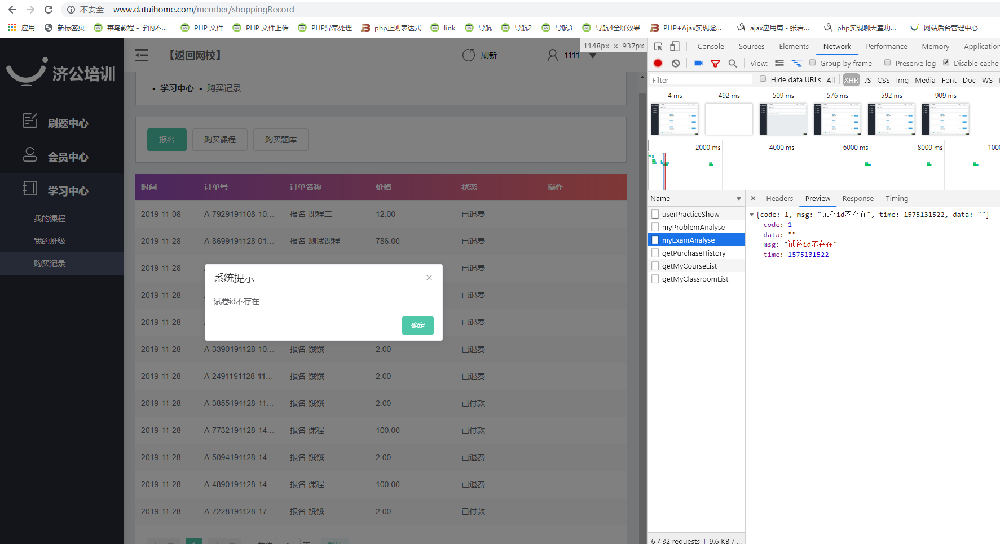 不安全 www.datuihome.com/member/shoppingRecord
应用 新标签页 菜鸟教程 - 学的不... PHP 文件 PHP 文件上传 PHP异常处理 php正则表达式 link 导航 导航2 导航3 导航4全屏效果 PHP+Ajax实现验... ajax应用篇 - 张岩... php实现聊天室功... 网站后台管理中心
济公培训
刷题中心
会员中心
学习中心
我的课程
我的班级
购买记录
【返回网校】 刷新 1111
1148px × 937px
- 学习中心 - 购买记录
报名 购买课程 购买题库
时间 订单号 订单名称 价格 状态 操作
2019-11-08 A-7929191108-10... 报名-课程二 12.00 已退费
2019-11-28 A-8699191128-01... 报名-测试课程 786.00 已退费
2019-11-28 已退费
2019-11-28 已退费
2019-11-28 已退费
2019-11-28 A-3390191128-10... 报名-饿饿 2.00 已退费
2019-11-28 A-2491191128-11... 报名-饿饿 2.00 已退费
2019-11-28 A-3855191128-11... 报名-饿饿 2.00 已付款
2019-11-28 A-7732191128-14... 报名-课程一 100.00 已付款
2019-11-28 A-5094191128-14... 报名-饿饿 2.00 已退费
2019-11-28 A-4890191128-14... 报名-课程一 100.00 已退费
2019-11-28 A-7228191128-17... 报名-饿饿 2.00 已付款
系统提示
试卷id不存在
确定
Console Sources Elements Network Performance Memory Application
View: Group by frame Preserve log Disable cache
Filter Hide data URLs All XHR JS CSS Img Media Font Doc WS
4 ms 492 ms 509 ms 576 ms 592 ms 909 ms
2000 ms 4000 ms 6000 ms 8000 ms 1000
Name
userPracticeShow
myProblemAnalyse
myExamAnalyse
getPurchaseHistory
getMyCourseList
getMyClassroomList
6 / 32 requests | 9.6 KB / ...
Headers Preview Response Timing
{code: 1, msg: "试卷id不存在", time: 1575131522, data: ""}
code: 1
data: ""
msg: "试卷id不存在"
time: 1575131522